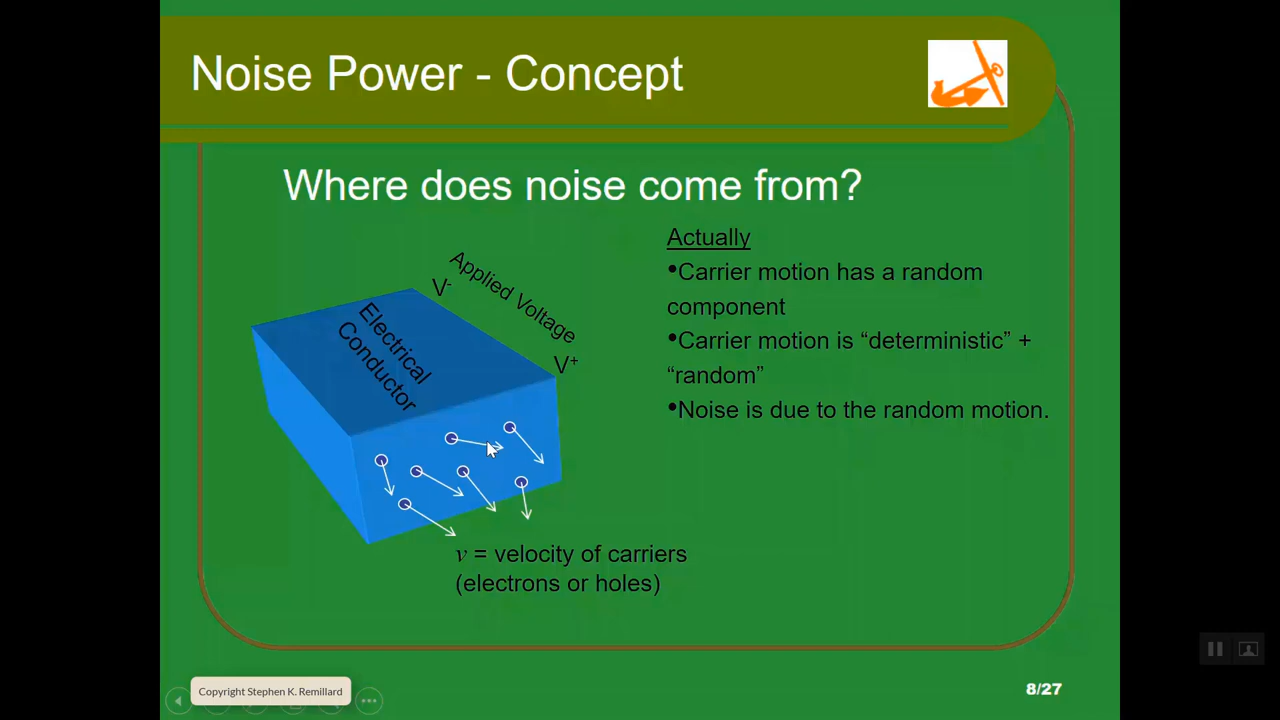 Noise Power - Concept
Where does noise come from?
Actually
•Carrier motion has a random
component
•Carrier motion is “deterministic” +
“random”
•Noise is due to the random motion.
Applied Voltage
V-
V+
Electrical
Conductor
v = velocity of carriers
(electrons or holes)
Copyright Stephen K. Remillard
8/27